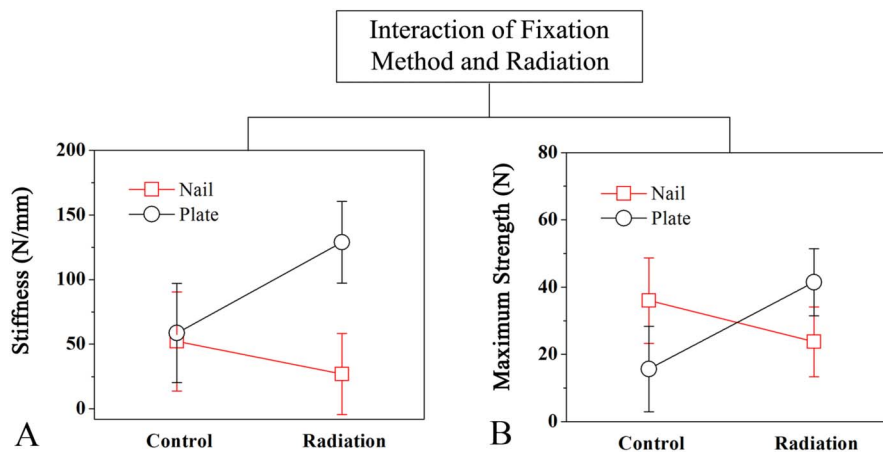 Interaction of Fixation
Method and Radiation
200
150
100
50
0
Stiffness (N/mm)
Nail
Plate
Control
Radiation
A
80
60
40
20
0
Maximum Strength (N)
Nail
Plate
Control
Radiation
B